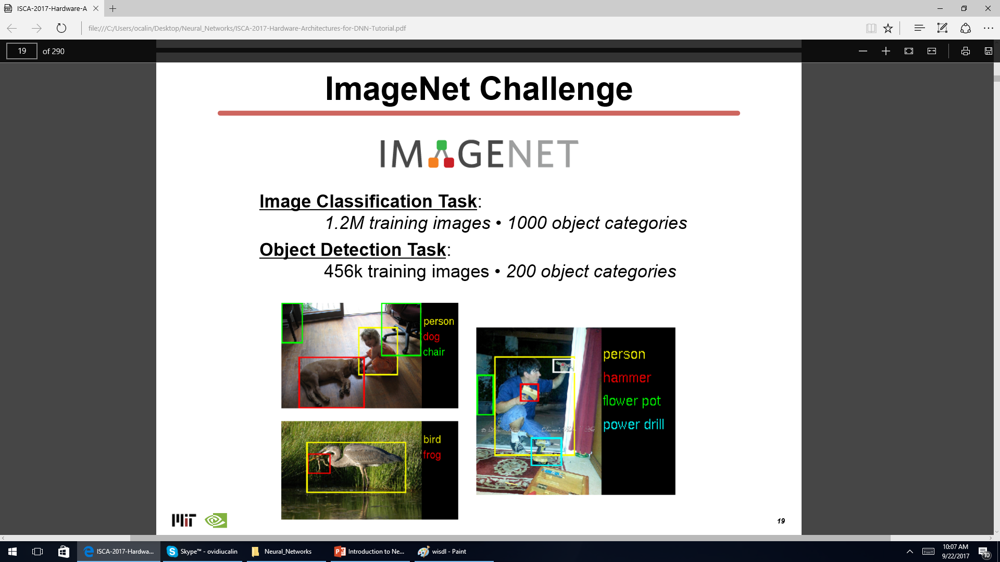 ISCA-2017-Hardware-A
file:///C:/Users/ocalin/Desktop/Neural_Networks/ISCA-2017-Hardware-Architectures-for-DNN-Tutorial.pdf
19 of 290
ImageNet Challenge
IMAGENET
Image Classification Task:
1.2M training images • 1000 object categories
Object Detection Task:
456k training images • 200 object categories
person
dog
chair
bird
frog
person
hammer
flower pot
power drill
MIT
19
ISCA-2017-Hardwa...
Skype™ - ovidiucalin
Neural_Networks
Introduction to Ne...
wisdl - Paint
10:07 AM
9/22/2017
10